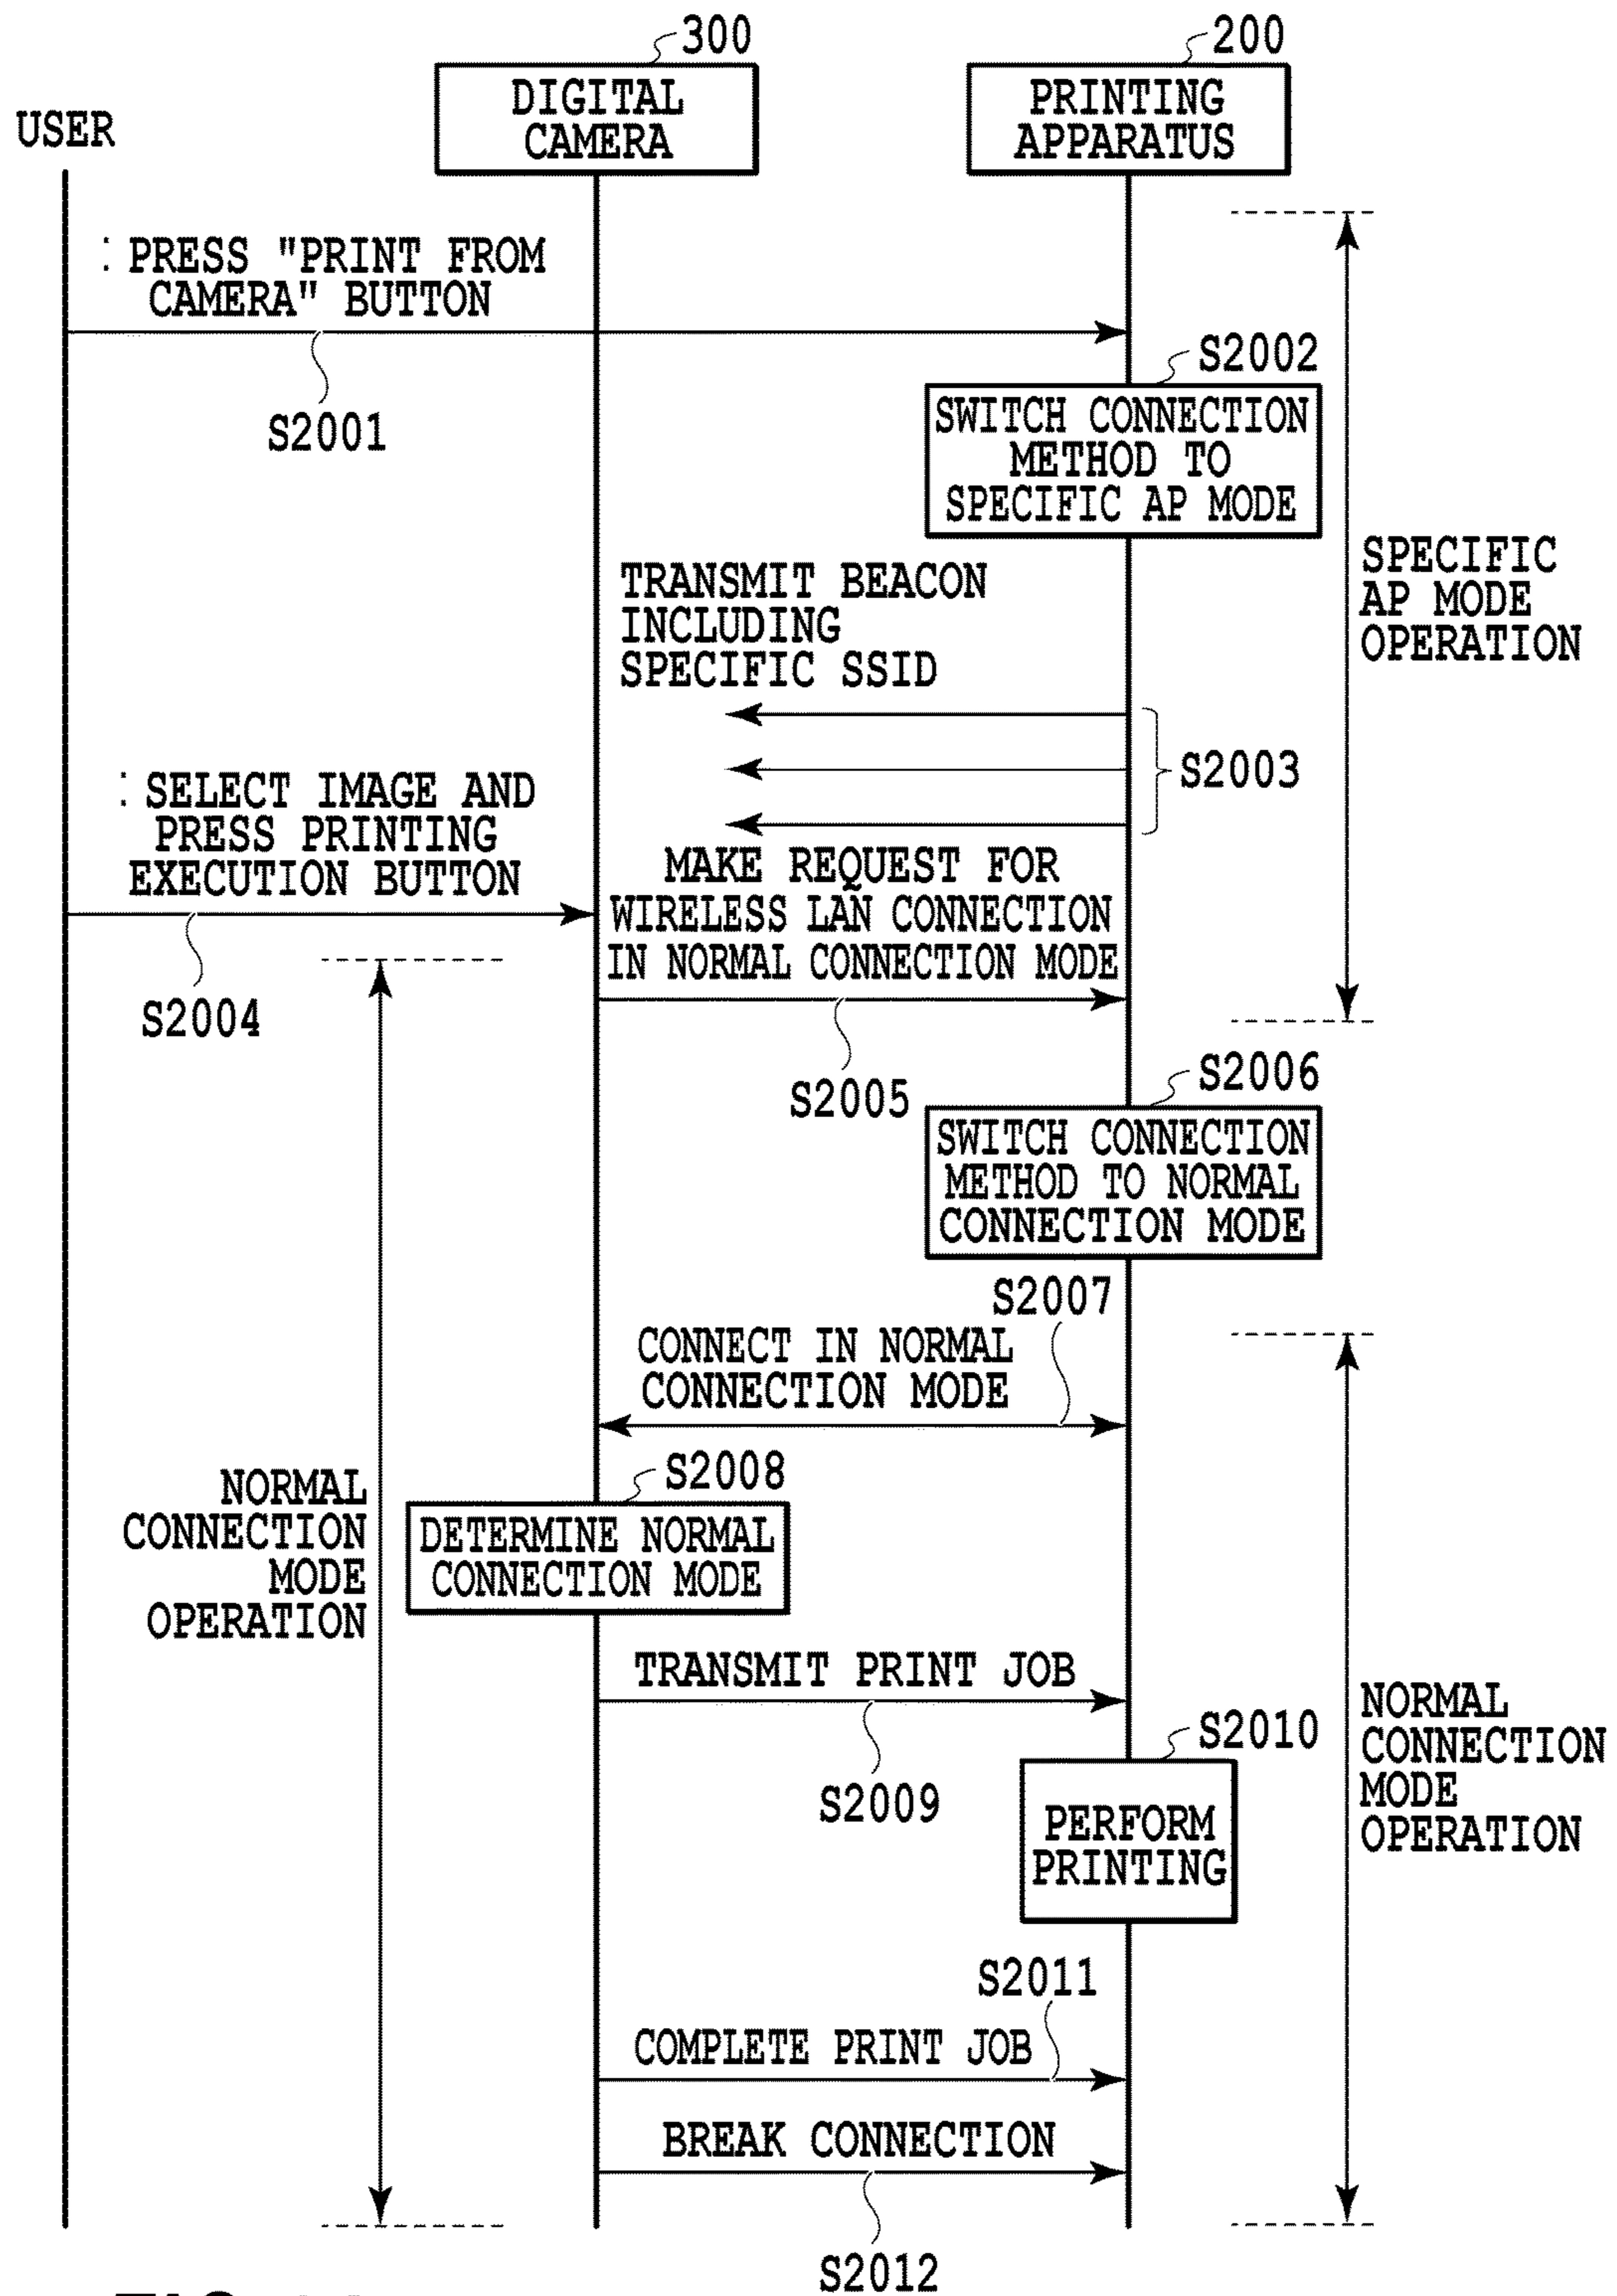 300
200
DIGITAL
CAMERA
PRINTING
APPARATUS
USER
: PRESS "PRINT FROM
CAMERA" BUTTON
S2001
S2002
SWITCH CONNECTION
METHOD TO
SPECIFIC AP MODE
SPECIFIC
AP MODE
OPERATION
TRANSMIT BEACON
INCLUDING
SPECIFIC SSID
S2003
: SELECT IMAGE AND
PRESS PRINTING
EXECUTION BUTTON
S2004
MAKE REQUEST FOR
WIRELESS LAN CONNECTION
IN NORMAL CONNECTION MODE
S2005
S2006
SWITCH CONNECTION
METHOD TO NORMAL
CONNECTION MODE
S2007
CONNECT IN NORMAL
CONNECTION MODE
S2008
DETERMINE NORMAL
CONNECTION MODE
NORMAL
CONNECTION
MODE
OPERATION
TRANSMIT PRINT JOB
S2009
S2010
PERFORM
PRINTING
NORMAL
CONNECTION
MODE
OPERATION
S2011
COMPLETE PRINT JOB
BREAK CONNECTION
S2012